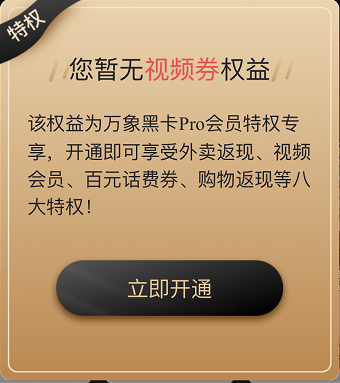 特权
您暂无视频券权益
该权益为万象黑卡Pro会员特权专
享，开通即可享受外卖返现、视频
会员、百元话费券、购物返现等八
大特权！
立即开通